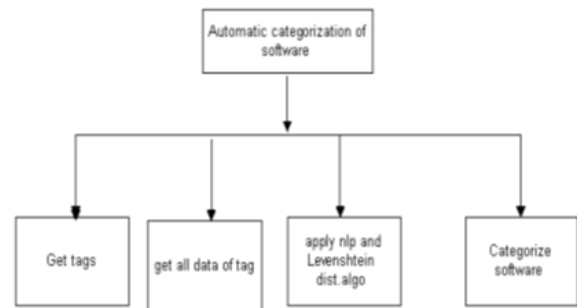 Automatic categorization of
software
Get tags
get all data of tag
apply nlp and
Levenshtein
dist.algo
Categorize
software